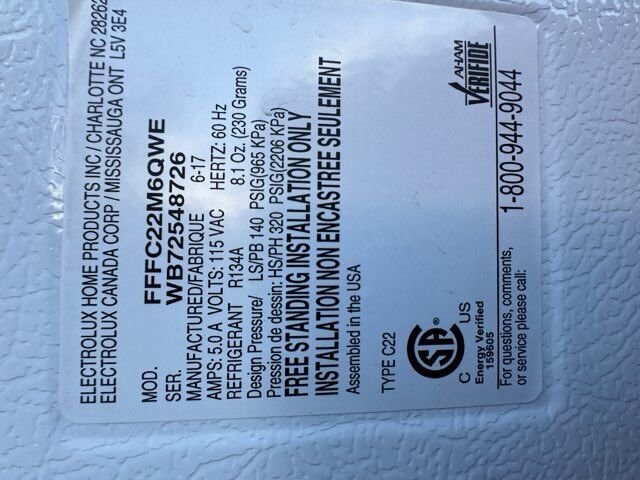 ELECTROLUX HOME PRODUCTS INC / CHARLOTTE NC 28262
ELECTROLUX CANADA CORP / MISSISSAUGA ONT L5V 3E4
MOD. FFFC22M6QWE
SER. WB72548726
MANUFACTURED/FABRIQUE 6-17
AMPS: 5.0 A VOLTS: 115 VAC HERTZ: 60 Hz
REFRIGERANT R134A 8.1 Oz. (230 Grams)
Design Pressure/ LS/PB 140 PSIG(965 KPa)
Pression de dessin: HS/PH 320 PSIG(2206 KPa)
FREE STANDING INSTALLATION ONLY
INSTALLATION NON ENCASTREE SEULEMENT
Assembled in the USA
TYPE C22
C SA ® US
Energy Verified
159605
AHAM
VERIFIDE
For questions, comments,
or service please call: 1-800-944-9044